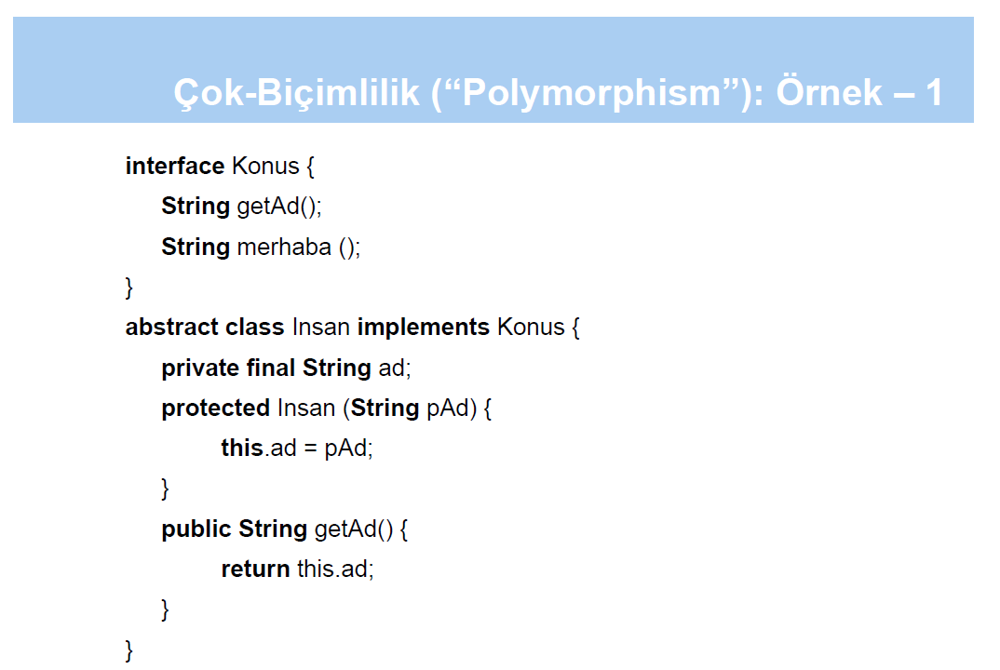 Çok-Biçimlilik (“Polymorphism”): Örnek – 1
interface Konus {
String getAd();
String merhaba ();
}
abstract class Insan implements Konus {
private final String ad;
protected Insan (String pAd) {
this.ad = pAd;
}
public String getAd() {
return this.ad;
}
}